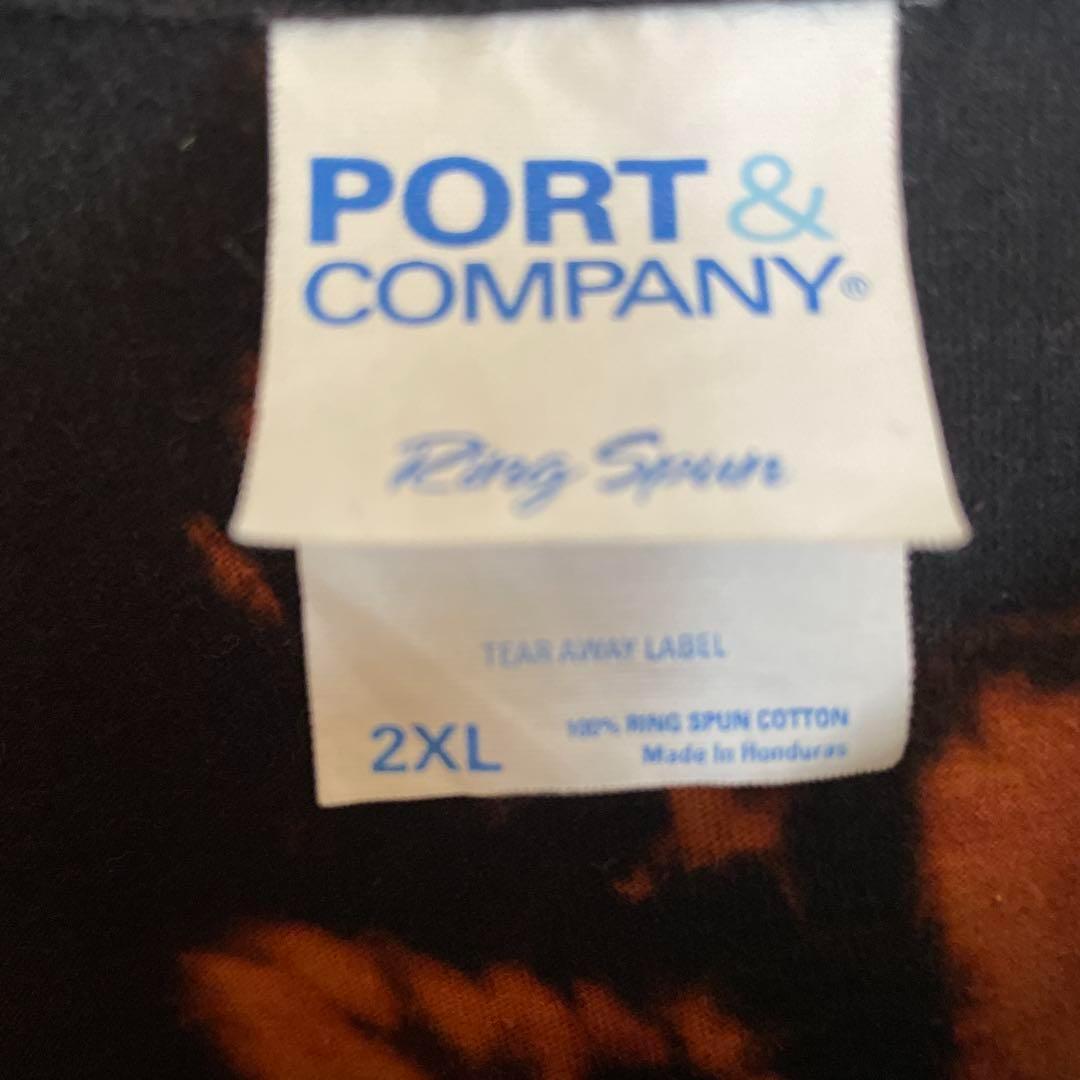 PORT &
COMPANY®
Ring Spun
TEAR AWAY LABEL
2XL
100% RING SPUN COTTON
Made In Honduras